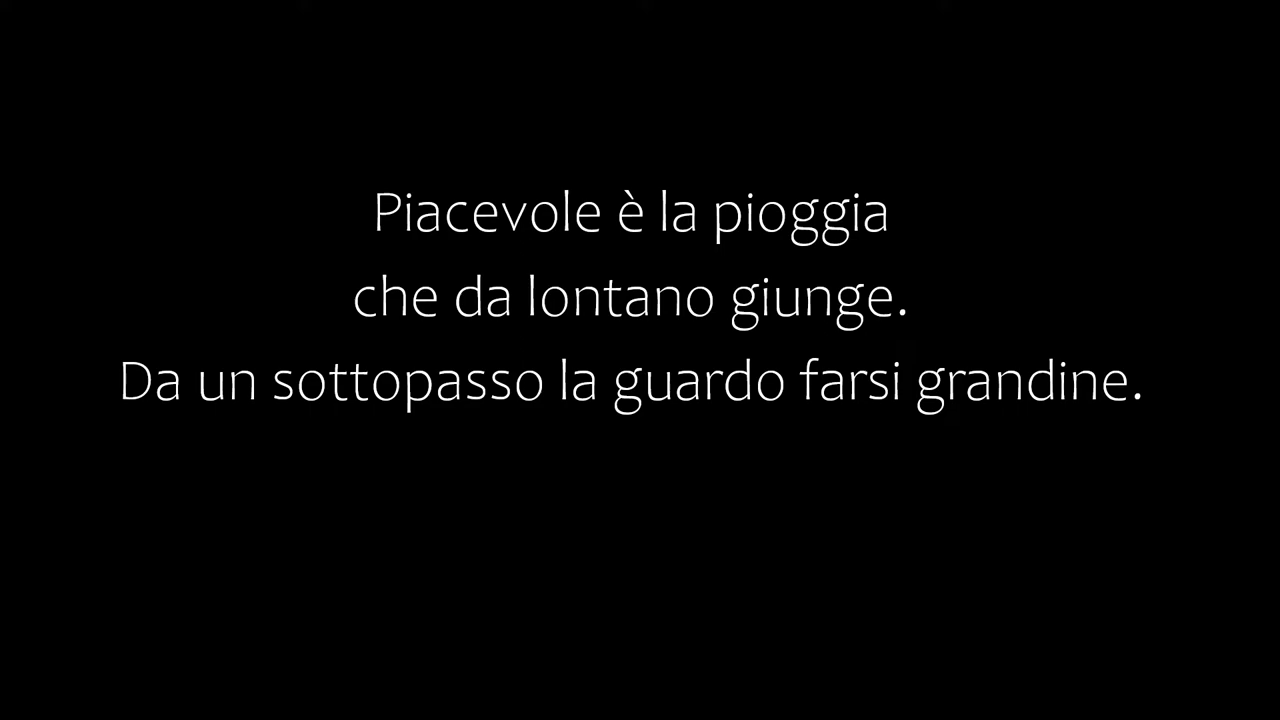 Piacevole è la pioggia
che da lontano giunge.
Da un sottopasso la guardo farsi grandine.